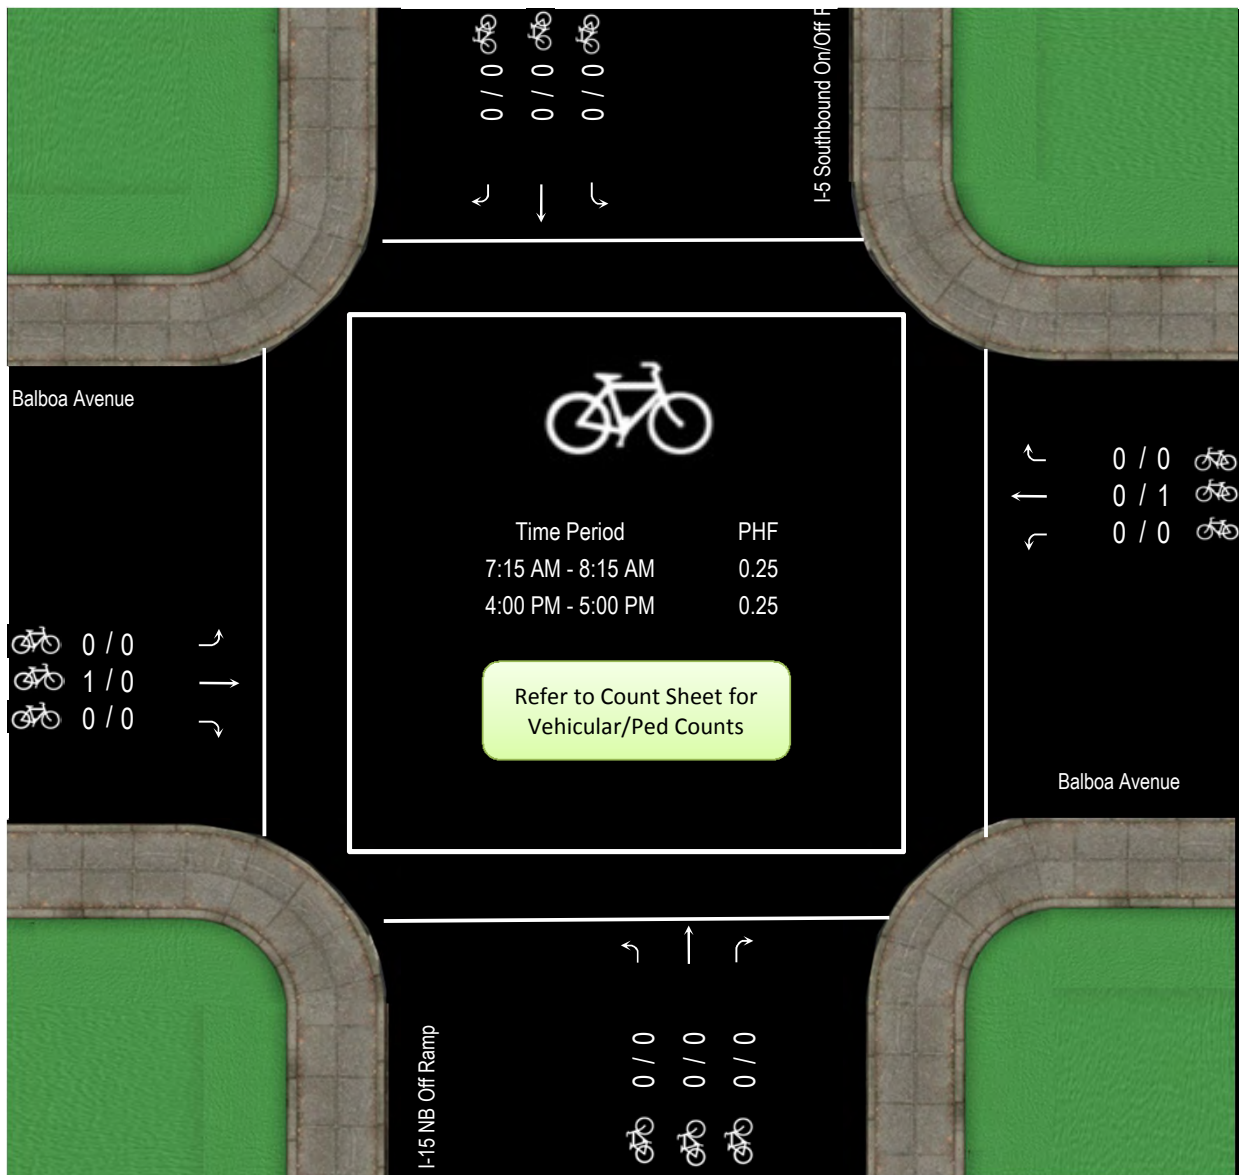 0 / 0
0 / 0
0 / 0
I-5 Southbound On/Off
Balboa Avenue
0 / 0
0 / 1
0 / 0
Time Period PHF
7:15 AM - 8:15 AM 0.25
4:00 PM - 5:00 PM 0.25
0 / 0
1 / 0
0 / 0
Refer to Count Sheet for
Vehicular/Ped Counts
Balboa Avenue
I-15 NB Off Ramp
0 / 0
0 / 0
0 / 0